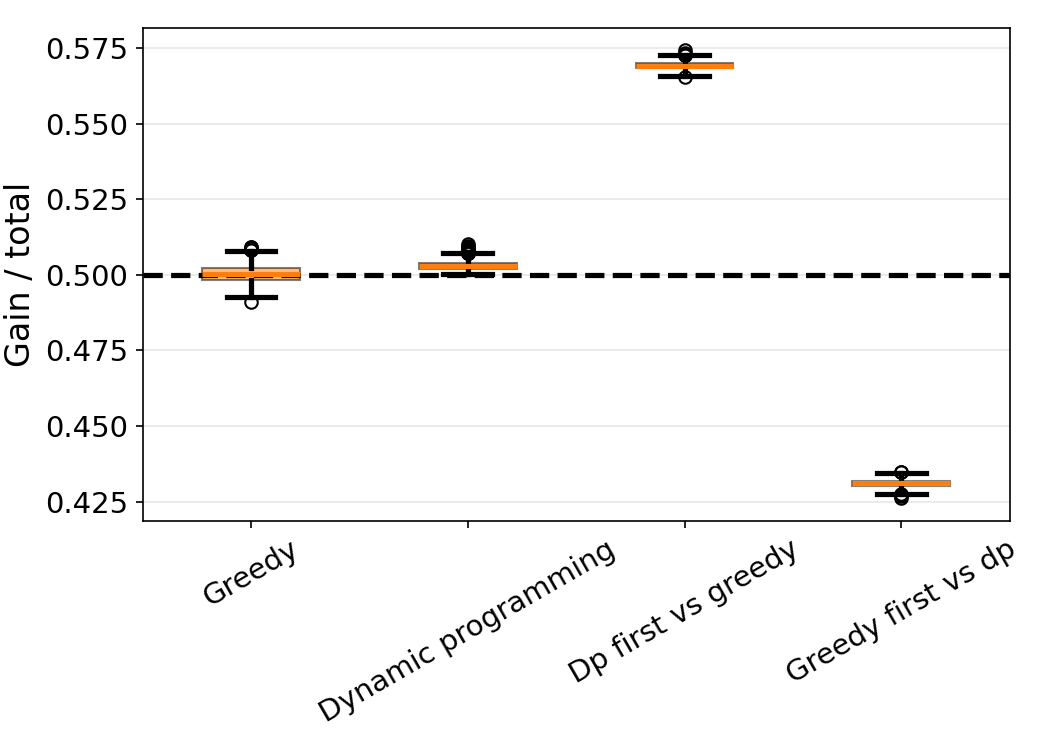 Gain / total
0.575
0.550
0.525
0.500
0.475
0.450
0.425
Greedy
Dynamic programming
Dp first vs greedy
Greedy first vs dp